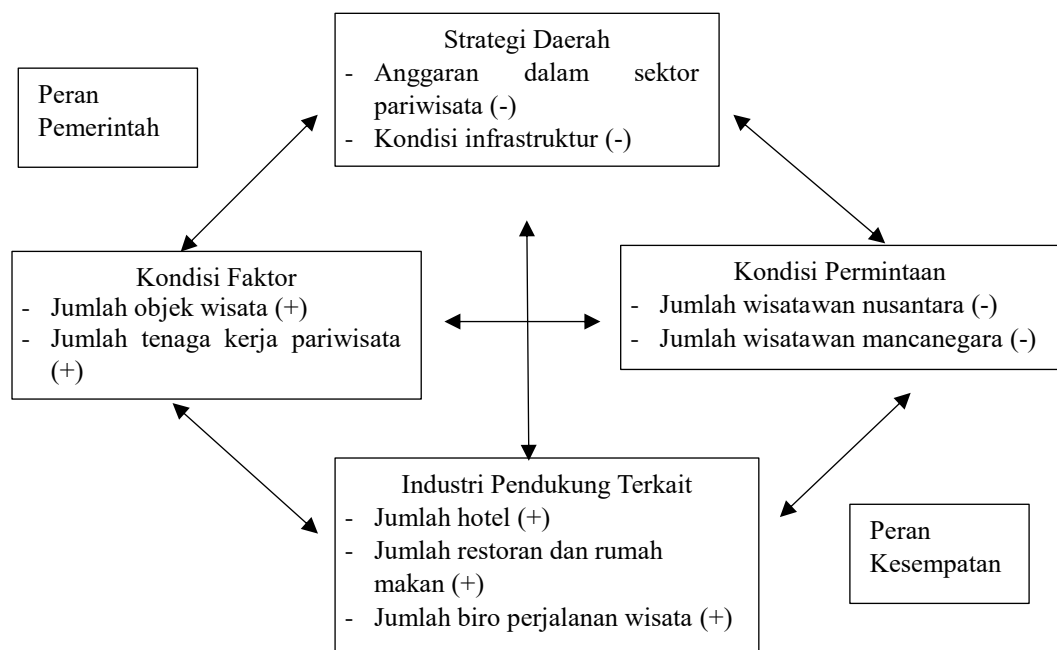 Strategi Daerah
- Anggaran dalam sektor
pariwisata (-)
- Kondisi infrastruktur (-)
Peran
Pemerintah
Kondisi Faktor
- Jumlah objek wisata (+)
- Jumlah tenaga kerja pariwisata
(+)
Kondisi Permintaan
- Jumlah wisatawan nusantara (-)
- Jumlah wisatawan mancanegara (-)
Industri Pendukung Terkait
- Jumlah hotel (+)
- Jumlah restoran dan rumah
makan (+)
- Jumlah biro perjalanan wisata (+)
Peran
Kesempatan